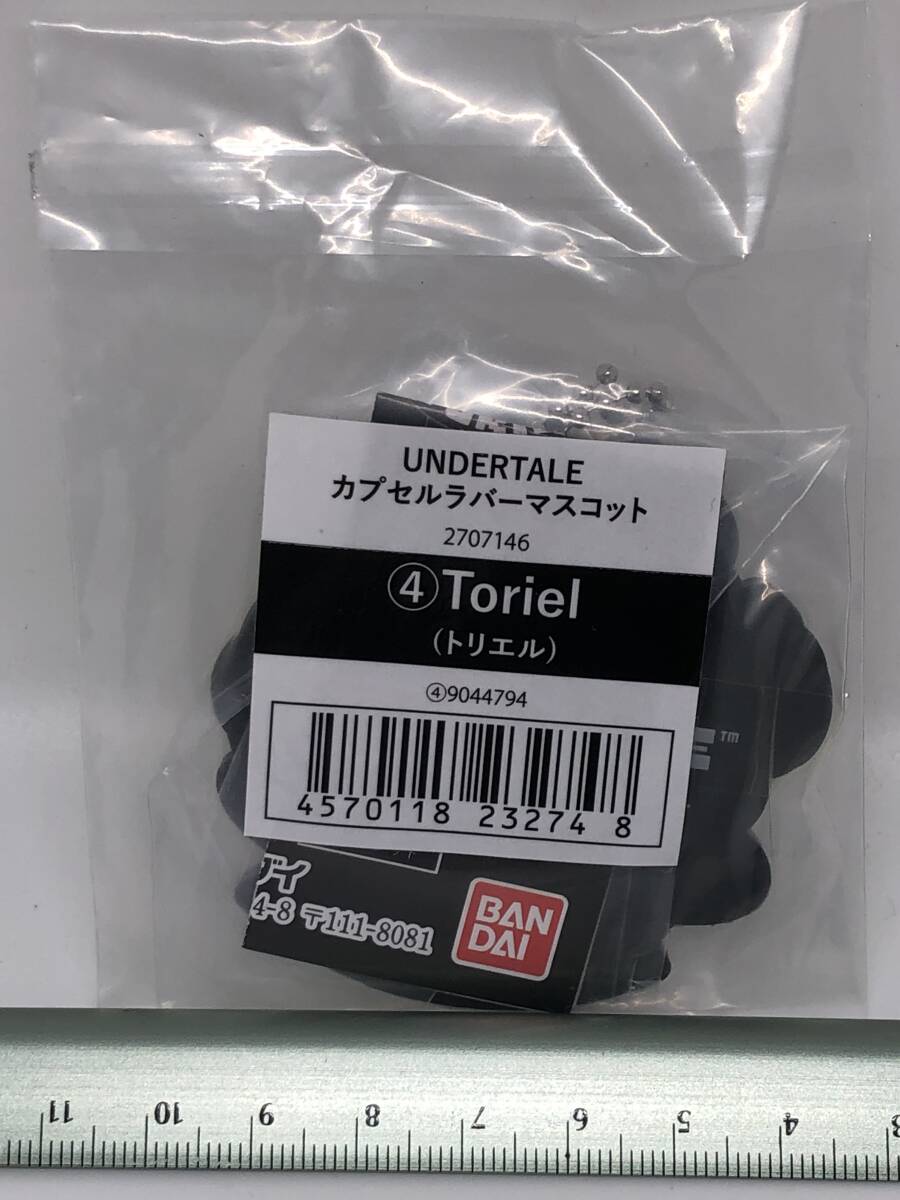 UNDERTALE
カプセルラバーマスコット
2707146
④Toriel
(トリエル)
④9044794
4570118 23274 8
E™
ダイ
4-8 〒111-8081
BAN
DAI
11 10 9 8 7 6 5 4 3